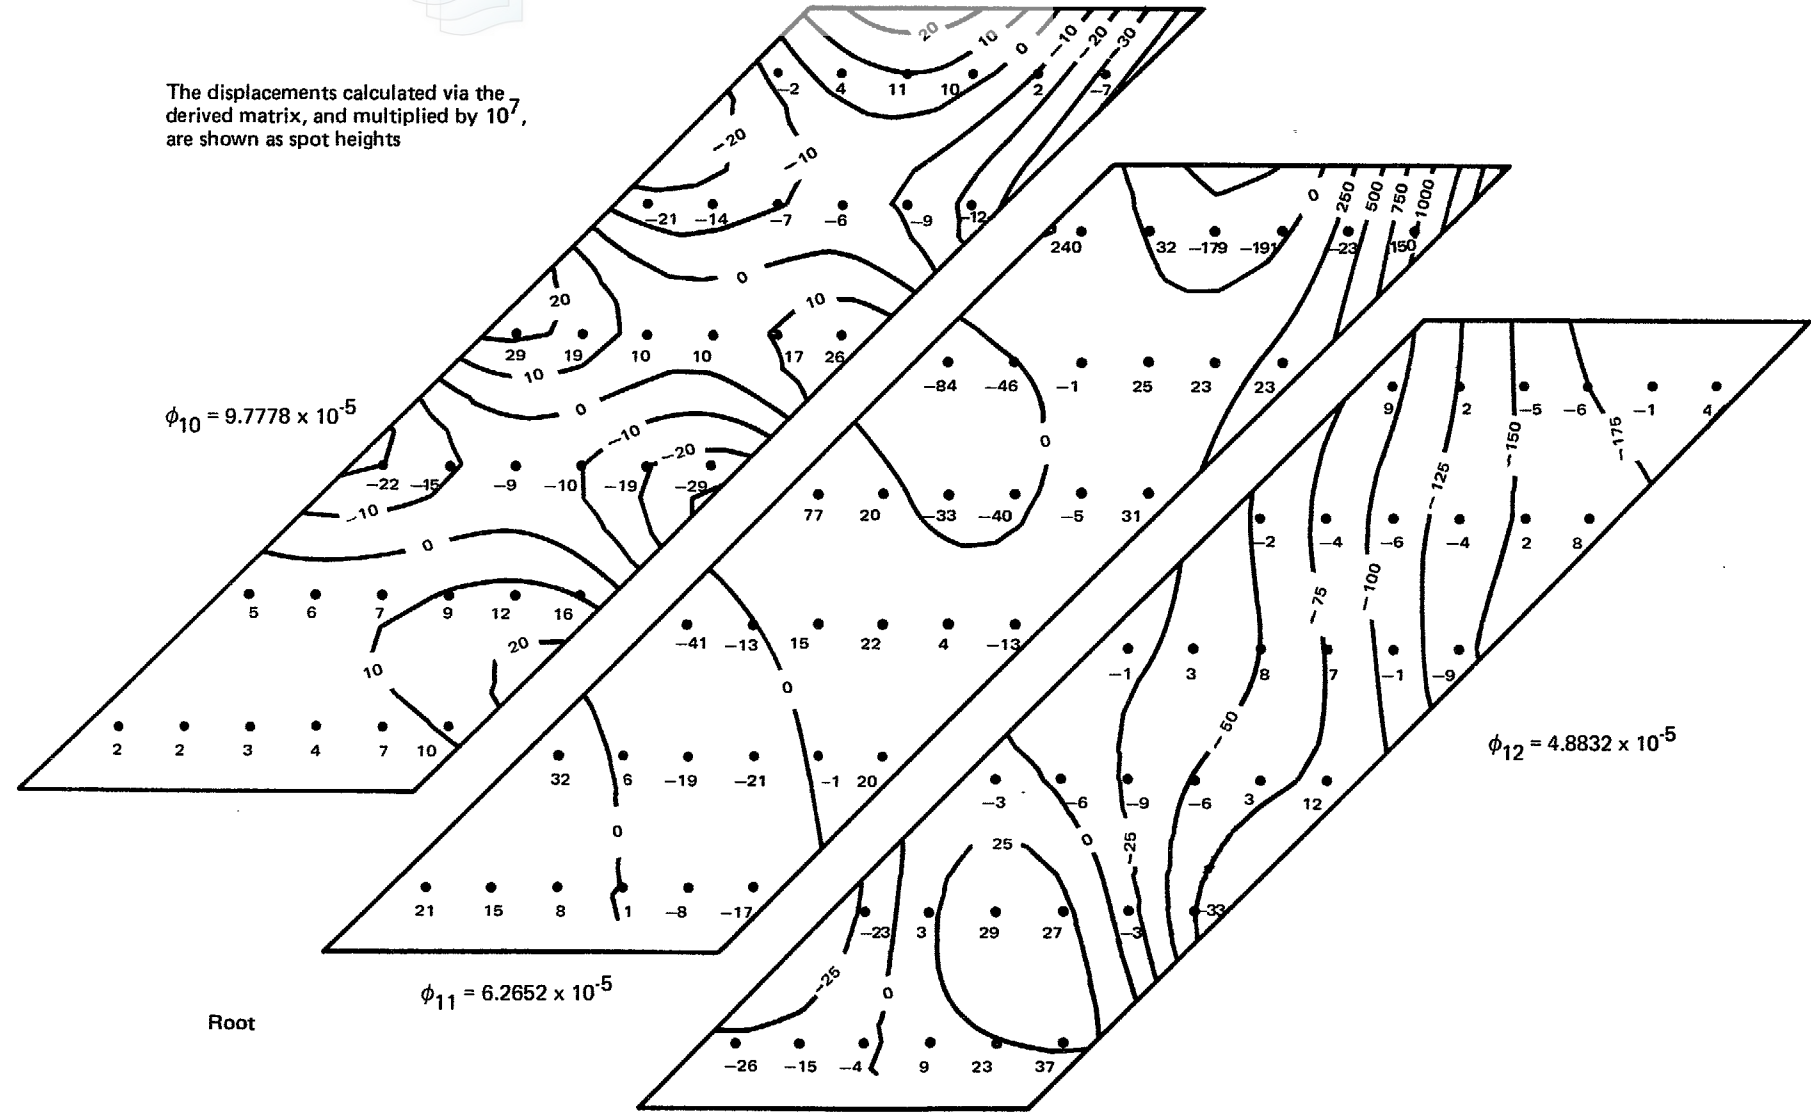 The displacements calculated via the
derived matrix, and multiplied by 10⁷,
are shown as spot heights
20 10 0 −10 −20 −30
−2 4 11 10 2 −7
−20 −10
−21 −14 −7 −6 −9 −12
0
20 10
29 19 10 10 17 26
10
0
−10 −20
−22 −15 −9 −10 −19 −29
−10
0
5 6 7 9 12 16
20
10
2 2 3 4 7 10
ϕ10 = 9.7778 x 10⁻⁵
0 250 500 750 1000
240 32 −179 −191 −23 150
−84 −46 −1 25 23 23
0
77 20 −33 −40 −5 31
−41 −13 15 22 4 −13
0
32 6 −19 −21 −1 20
0
21 15 8 1 −8 −17
ϕ11 = 6.2652 x 10⁻⁵
9 2 −5 −6 −1 4
−125 −150 −175
−2 −4 −6 −4 2 8
−75 −100
−1 3 8 7 −1 −9
−50
−3 −6 −9 −6 3 12
25 0 −25
−23 3 29 27 −3 −33
−25 0
−26 −15 −4 9 23 37
ϕ12 = 4.8832 x 10⁻⁵
Root